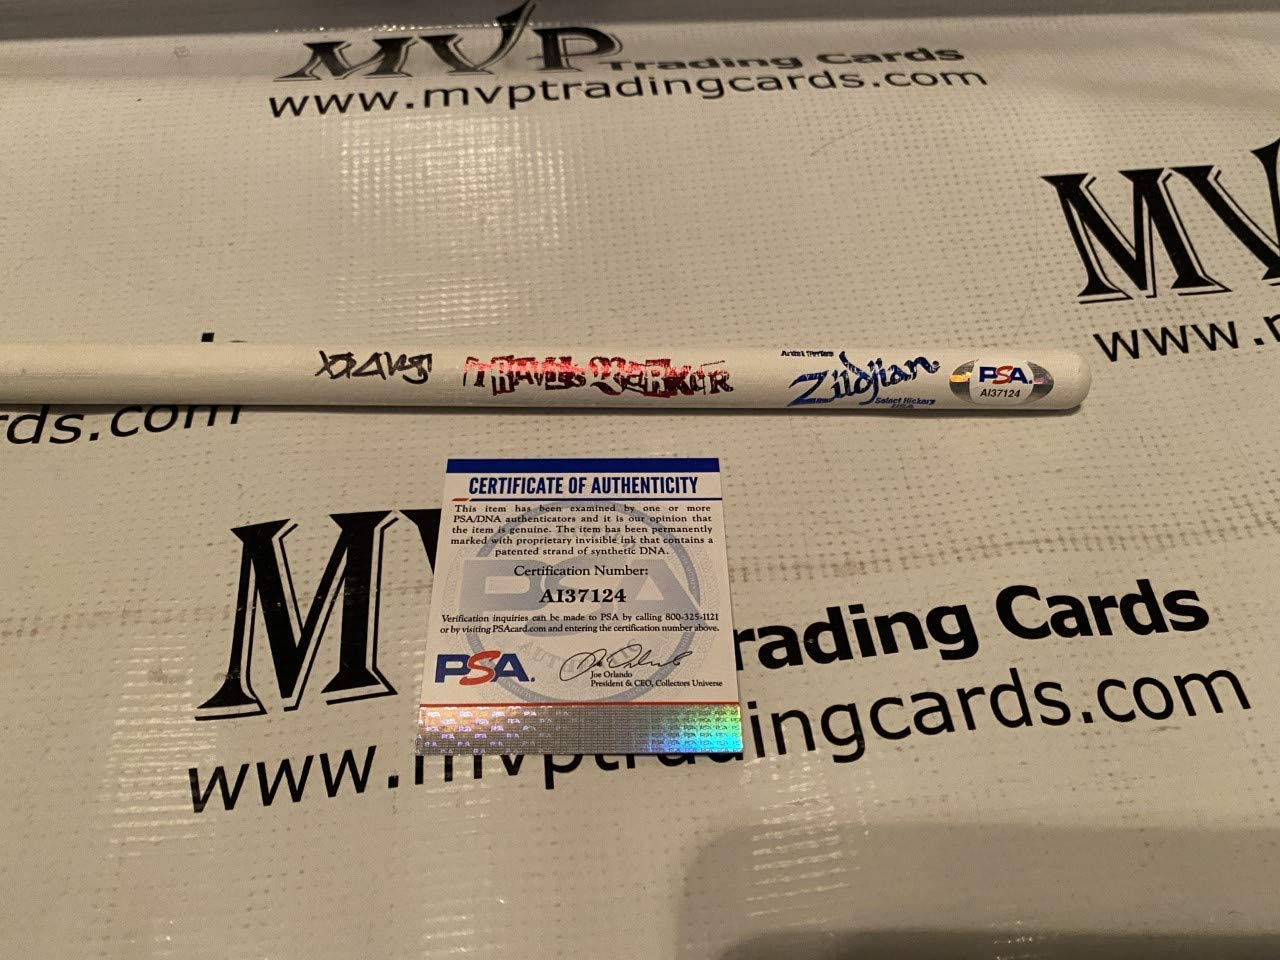 MVP Trading Cards
www.mvptradingcards.com
MV
www.m
TRAVIS BARKER
Artist Series
Zildjian
Select Hickory
PSA
AI37124
ds.com
CERTIFICATE OF AUTHENTICITY
This item has been examined by one or more
PSA/DNA authenticators and it is our opinion that
the item is genuine. The item has been permanently
marked with proprietary invisible ink that contains a
patented strand of synthetic DNA.
Certification Number:
AI37124
Verification inquiries can be made to PSA by calling 800-325-1121
or by visiting PSAcard.com and entering the certification number above.
PSA
Joe Orlando
President & CEO, Collectors Universe
M rading Cards
www.mvptradingcards.com